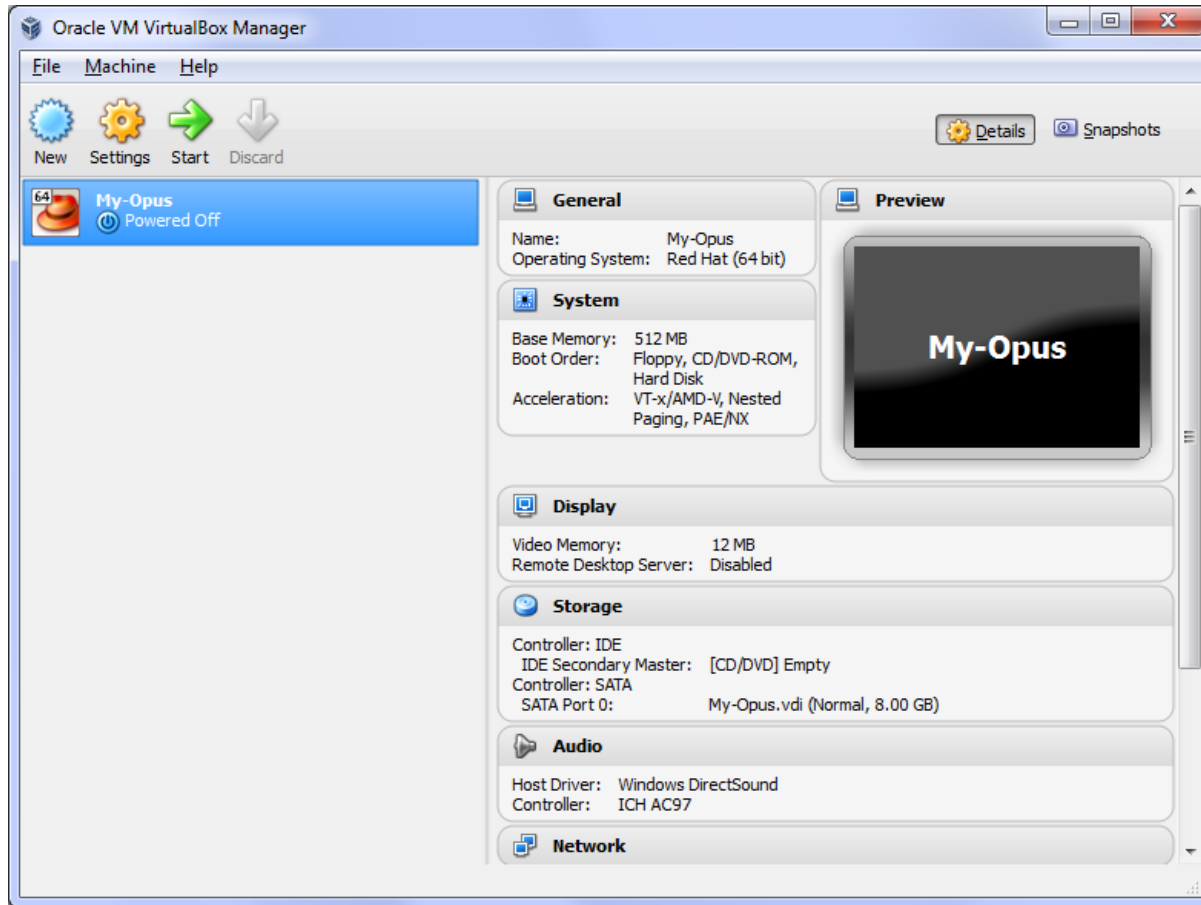 Oracle VM VirtualBox Manager
File Machine Help
New Settings Start Discard
Details Snapshots
64
My-Opus
Powered Off
General
Name: My-Opus
Operating System: Red Hat (64 bit)
System
Base Memory: 512 MB
Boot Order: Floppy, CD/DVD-ROM,
Hard Disk
Acceleration: VT-x/AMD-V, Nested
Paging, PAE/NX
Preview
My-Opus
Display
Video Memory: 12 MB
Remote Desktop Server: Disabled
Storage
Controller: IDE
IDE Secondary Master: [CD/DVD] Empty
Controller: SATA
SATA Port 0: My-Opus.vdi (Normal, 8.00 GB)
Audio
Host Driver: Windows DirectSound
Controller: ICH AC97
Network